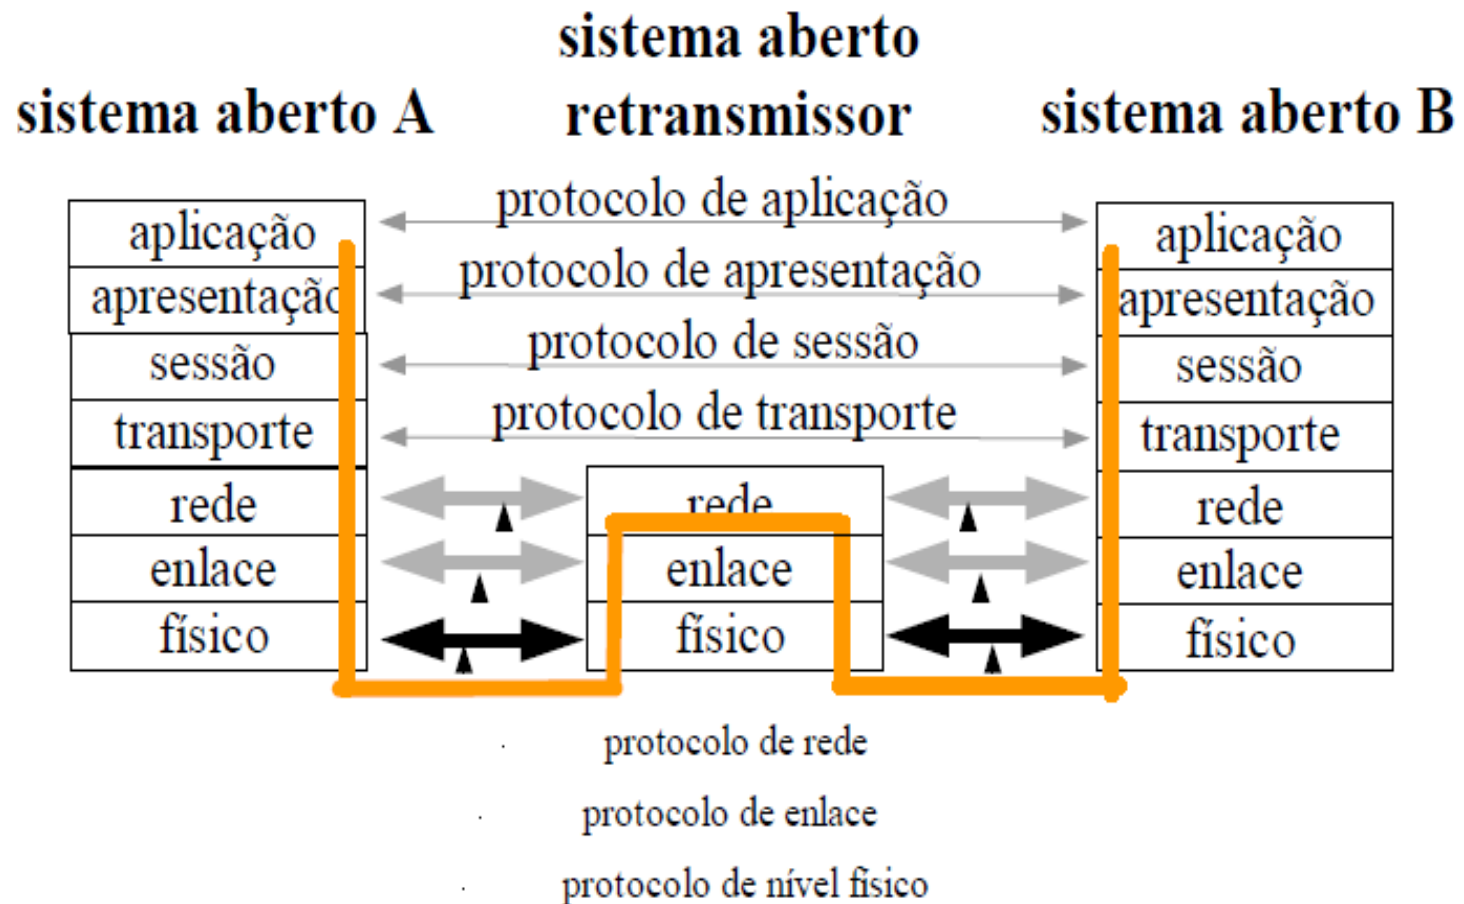 sistema aberto
retransmissor
sistema aberto A
sistema aberto B
protocolo de aplicação
protocolo de apresentação
protocolo de sessão
protocolo de transporte
aplicação
apresentação
sessão
transporte
rede
enlace
físico
rede
enlace
físico
aplicação
apresentação
sessão
transporte
rede
enlace
físico
protocolo de rede
protocolo de enlace
protocolo de nível físico